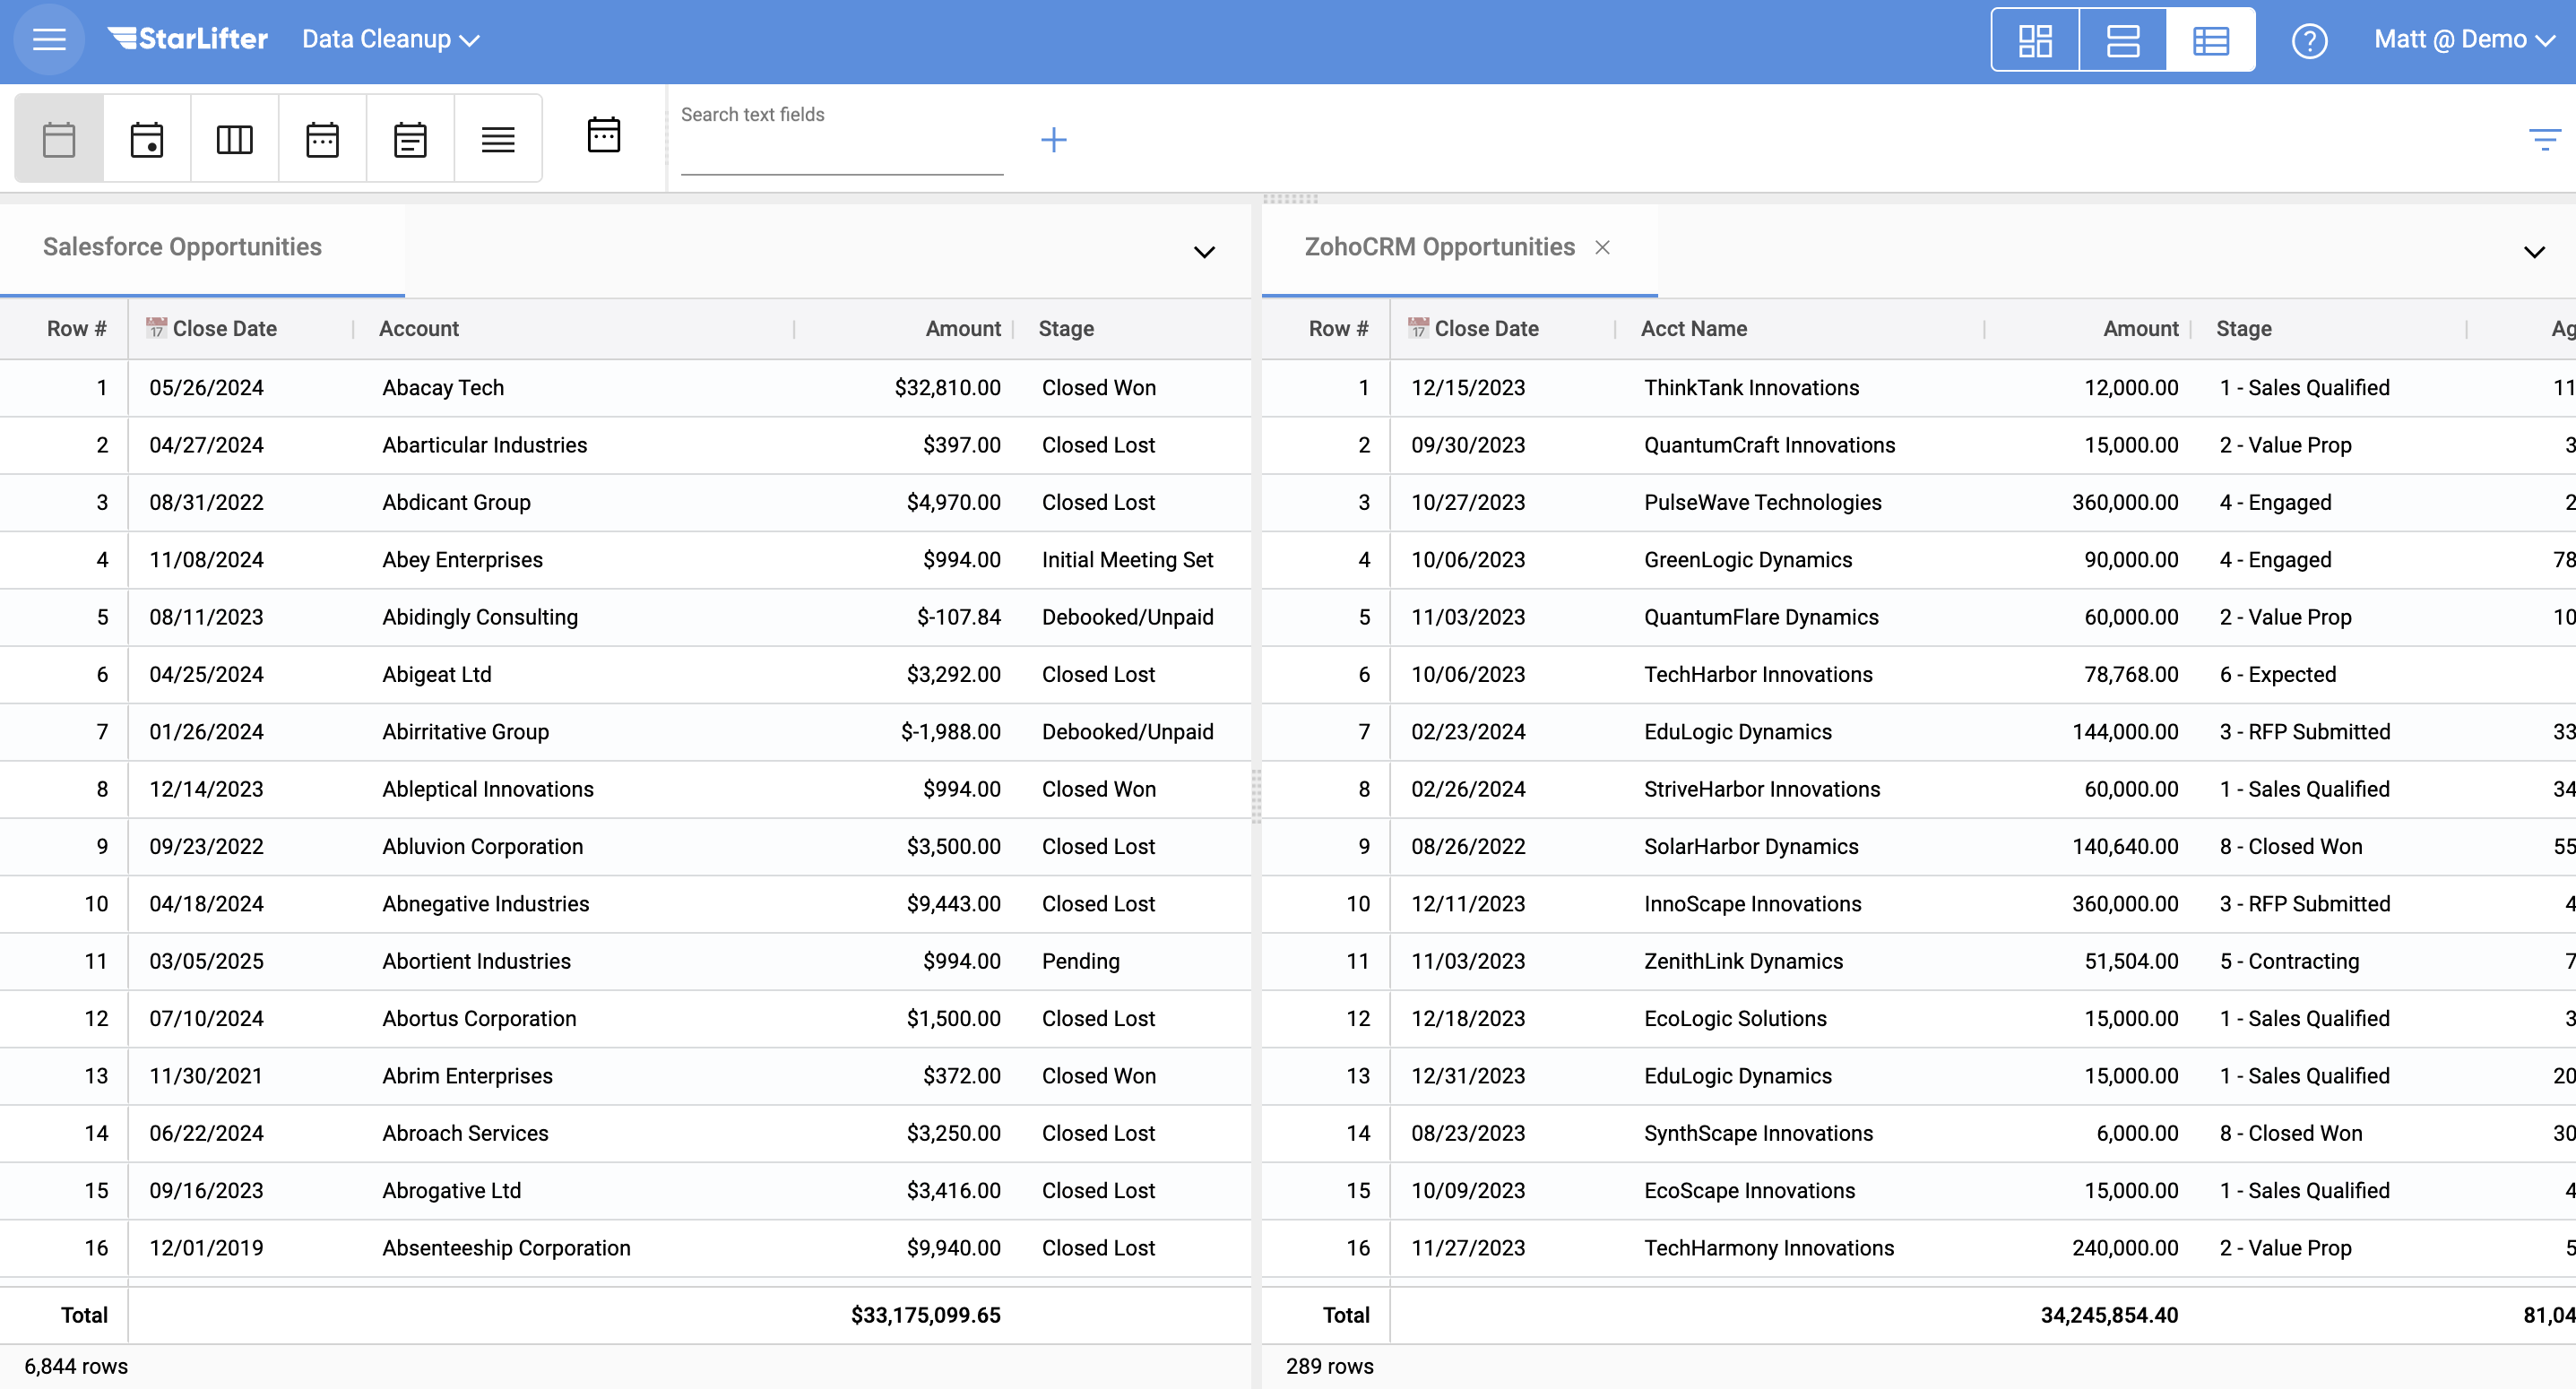 StarLifter Data Cleanup ? Matt @ Demo
Search text fields
Salesforce Opportunities
Row # 17 Close Date Account Amount Stage
1 05/26/2024 Abacay Tech $32,810.00 Closed Won
2 04/27/2024 Abarticular Industries $397.00 Closed Lost
3 08/31/2022 Abdicant Group $4,970.00 Closed Lost
4 11/08/2024 Abey Enterprises $994.00 Initial Meeting Set
5 08/11/2023 Abidingly Consulting $-107.84 Debooked/Unpaid
6 04/25/2024 Abigeat Ltd $3,292.00 Closed Lost
7 01/26/2024 Abirritative Group $-1,988.00 Debooked/Unpaid
8 12/14/2023 Ableptical Innovations $994.00 Closed Won
9 09/23/2022 Abluvion Corporation $3,500.00 Closed Lost
10 04/18/2024 Abnegative Industries $9,443.00 Closed Lost
11 03/05/2025 Abortient Industries $994.00 Pending
12 07/10/2024 Abortus Corporation $1,500.00 Closed Lost
13 11/30/2021 Abrim Enterprises $372.00 Closed Won
14 06/22/2024 Abroach Services $3,250.00 Closed Lost
15 09/16/2023 Abrogative Ltd $3,416.00 Closed Lost
16 12/01/2019 Absenteeship Corporation $9,940.00 Closed Lost
Total $33,175,099.65
6,844 rows
ZohoCRM Opportunities
Row # 17 Close Date Acct Name Amount Stage Ag
1 12/15/2023 ThinkTank Innovations 12,000.00 1 - Sales Qualified 11
2 09/30/2023 QuantumCraft Innovations 15,000.00 2 - Value Prop 3
3 10/27/2023 PulseWave Technologies 360,000.00 4 - Engaged 2
4 10/06/2023 GreenLogic Dynamics 90,000.00 4 - Engaged 78
5 11/03/2023 QuantumFlare Dynamics 60,000.00 2 - Value Prop 10
6 10/06/2023 TechHarbor Innovations 78,768.00 6 - Expected
7 02/23/2024 EduLogic Dynamics 144,000.00 3 - RFP Submitted 33
8 02/26/2024 StriveHarbor Innovations 60,000.00 1 - Sales Qualified 34
9 08/26/2022 SolarHarbor Dynamics 140,640.00 8 - Closed Won 55
10 12/11/2023 InnoScape Innovations 360,000.00 3 - RFP Submitted 4
11 11/03/2023 ZenithLink Dynamics 51,504.00 5 - Contracting 7
12 12/18/2023 EcoLogic Solutions 15,000.00 1 - Sales Qualified 3
13 12/31/2023 EduLogic Dynamics 15,000.00 1 - Sales Qualified 20
14 08/23/2023 SynthScape Innovations 6,000.00 8 - Closed Won 30
15 10/09/2023 EcoScape Innovations 15,000.00 1 - Sales Qualified 4
16 11/27/2023 TechHarmony Innovations 240,000.00 2 - Value Prop 5
Total 34,245,854.40 81,04
289 rows